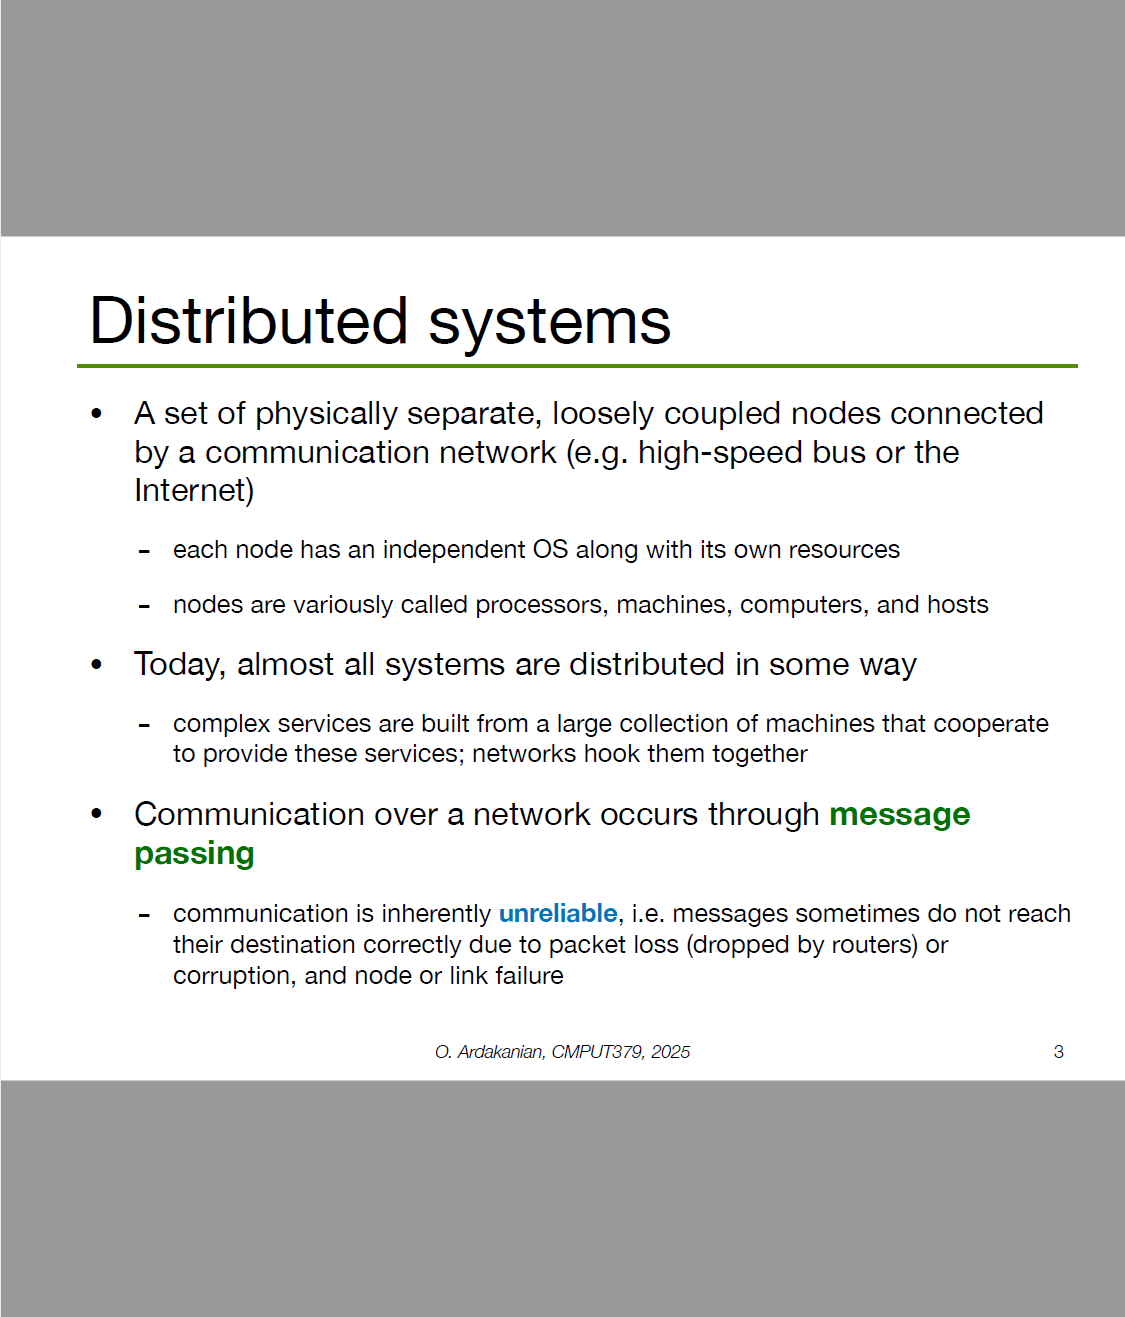 Distributed systems
• A set of physically separate, loosely coupled nodes connected
by a communication network (e.g. high-speed bus or the
Internet)
- each node has an independent OS along with its own resources
- nodes are variously called processors, machines, computers, and hosts
• Today, almost all systems are distributed in some way
- complex services are built from a large collection of machines that cooperate
to provide these services; networks hook them together
• Communication over a network occurs through message
passing
- communication is inherently unreliable, i.e. messages sometimes do not reach
their destination correctly due to packet loss (dropped by routers) or
corruption, and node or link failure
O. Ardakanian, CMPUT379, 2025
3